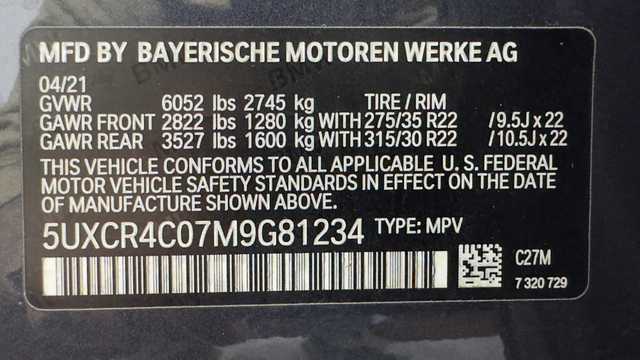 MFD BY BAYERISCHE MOTOREN WERKE AG
04/21
GVWR 6052 lbs 2745 kg TIRE / RIM
GAWR FRONT 2822 lbs 1280 kg WITH 275/35 R22 /9.5J x 22
GAWR REAR 3527 lbs 1600 kg WITH 315/30 R22 /10.5J x 22
THIS VEHICLE CONFORMS TO ALL APPLICABLE U. S. FEDERAL
MOTOR VEHICLE SAFETY STANDARDS IN EFFECT ON THE DATE
OF MANUFACTURE SHOWN ABOVE.
5UXCR4C07M9G81234 TYPE: MPV
C27M
7 320 729